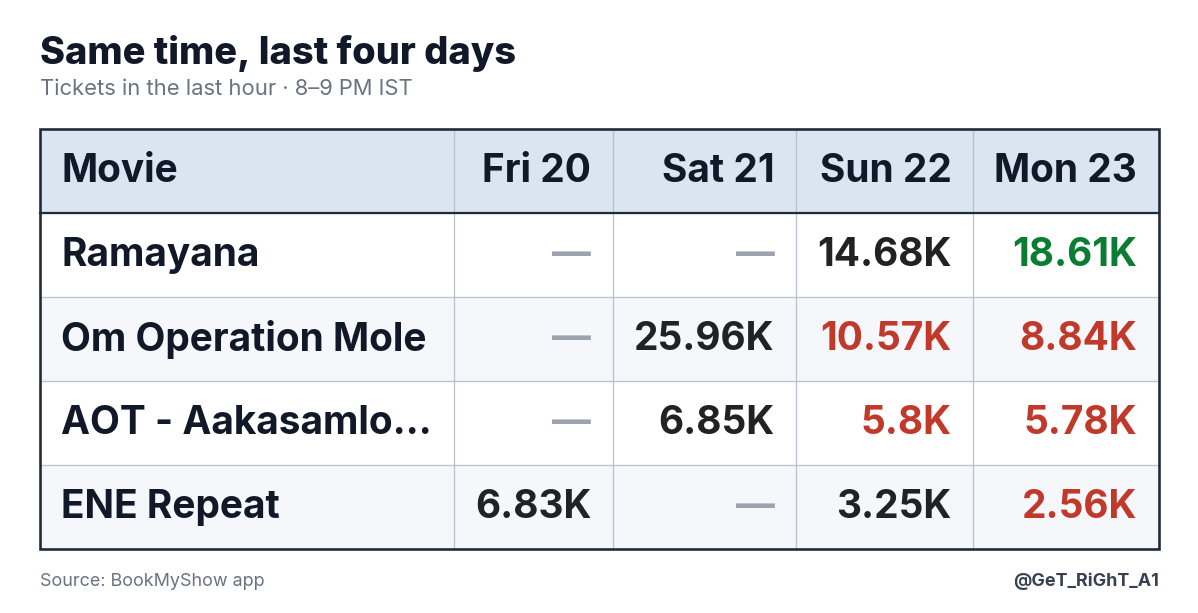 Same time, last four days
Tickets in the last hour · 8–9 PM IST
Movie Fri 20 Sat 21 Sun 22 Mon 23
Ramayana — — 14.68K 18.61K
Om Operation Mole — 25.96K 10.57K 8.84K
AOT - Aakasamlo... — 6.85K 5.8K 5.78K
ENE Repeat 6.83K — 3.25K 2.56K
Source: BookMyShow app @GeT_RiGhT_A1